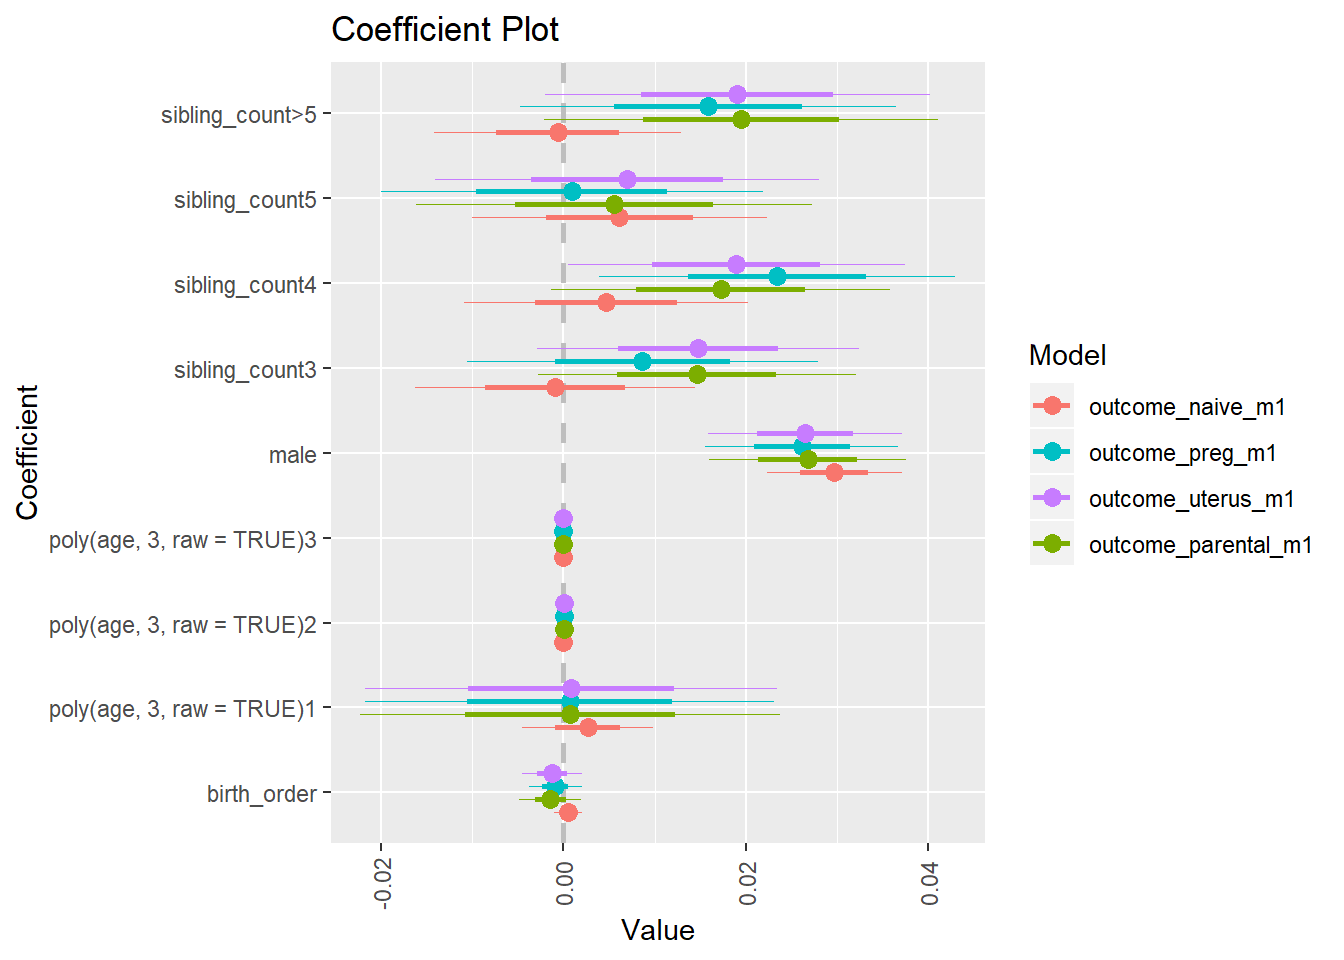 Coefficient Plot
sibling_count>5
sibling_count5
sibling_count4
sibling_count3
male
poly(age, 3, raw = TRUE)3
poly(age, 3, raw = TRUE)2
poly(age, 3, raw = TRUE)1
birth_order
Coefficient
-0.02
0.00
0.02
0.04
Value
Model
outcome_naive_m1
outcome_preg_m1
outcome_uterus_m1
outcome_parental_m1